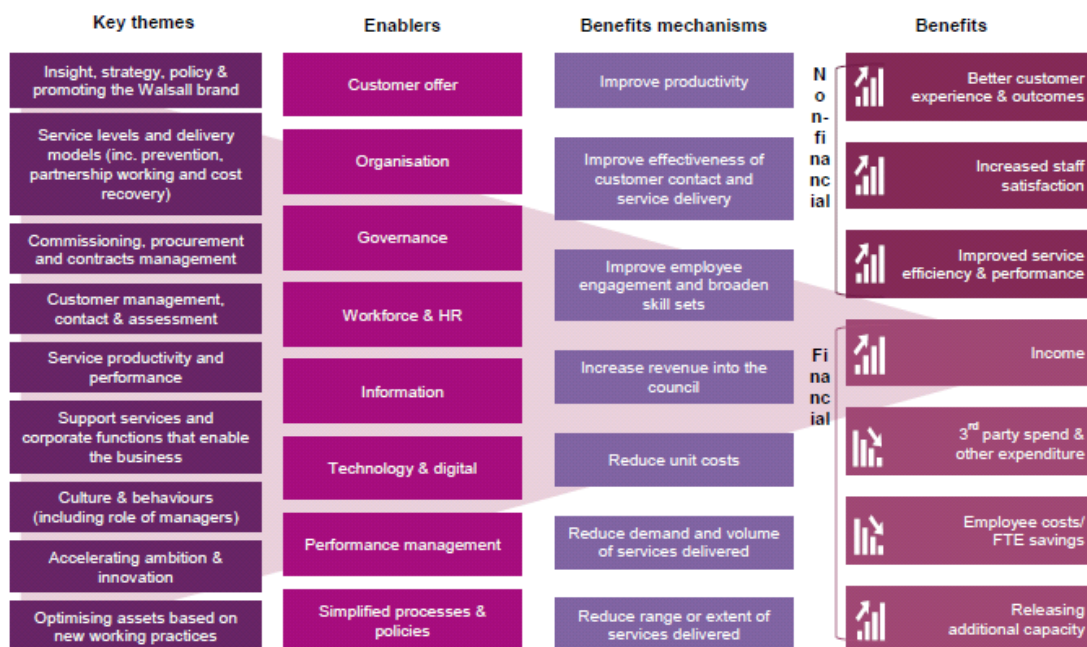 Key themes
Insight, strategy, policy &
promoting the Walsall brand
Service levels and delivery
models (inc. prevention,
partnership working and cost
recovery)
Commissioning, procurement
and contracts management
Customer management,
contact & assessment
Service productivity and
performance
Support services and
corporate functions that enable
the business
Culture & behaviours
(including role of managers)
Accelerating ambition &
innovation
Optimising assets based on
new working practices
Enablers
Customer offer
Organisation
Governance
Workforce & HR
Information
Technology & digital
Performance management
Simplified processes &
policies
Benefits mechanisms
Improve productivity
Improve effectiveness of
customer contact and
service delivery
Improve employee
engagement and broaden
skill sets
Increase revenue into the
council
Reduce unit costs
Reduce demand and volume
of services delivered
Reduce range or extent of
services delivered
Benefits
N
o
n-
fi
na
nc
ial
Better customer
experience & outcomes
Increased staff
satisfaction
Improved service
efficiency & performance
Fi
na
nc
ial
Income
3rd party spend &
other expenditure
Employee costs/
FTE savings
Releasing
additional capacity